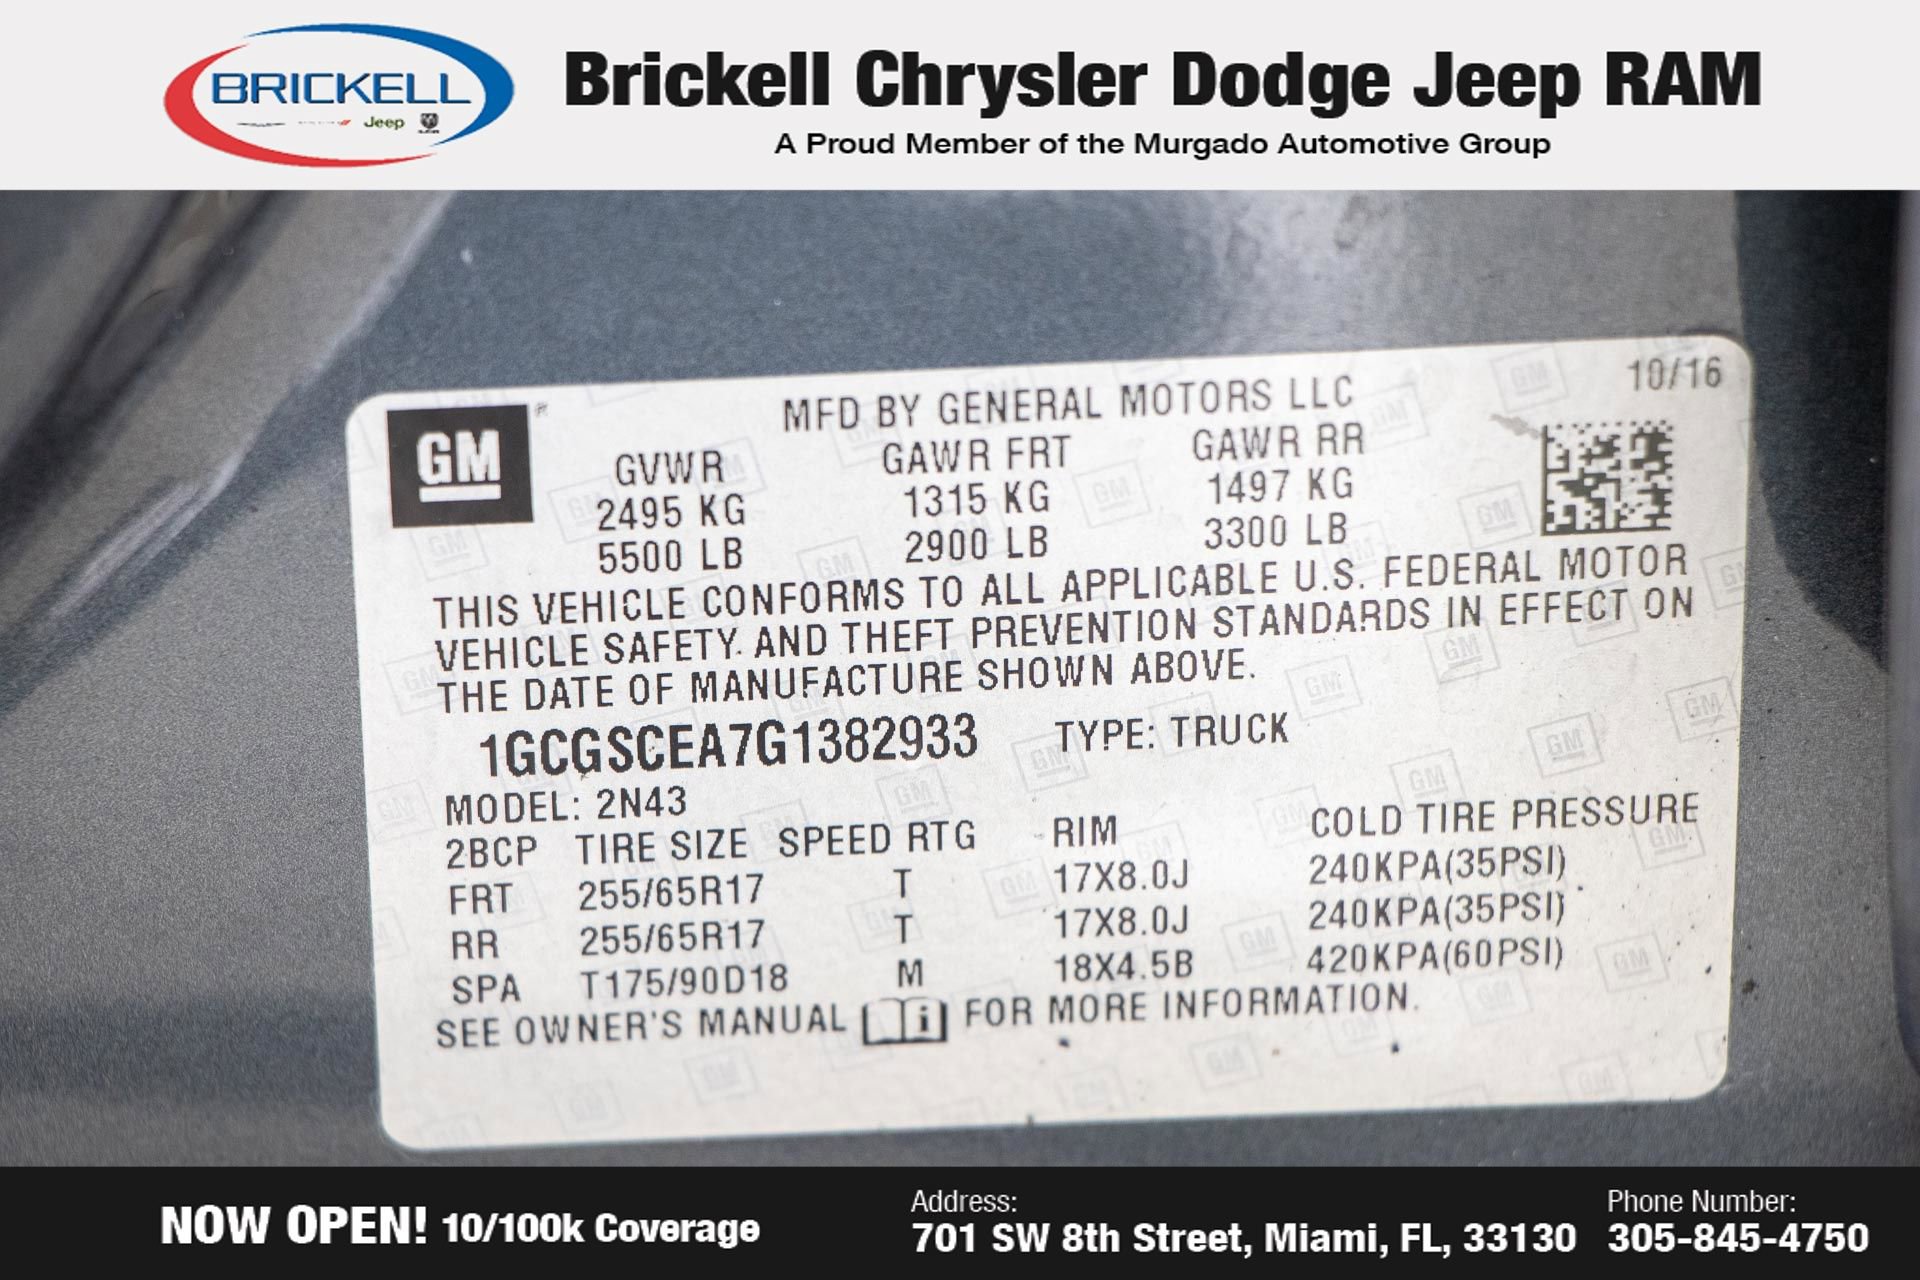 BRICKELL
Jeep
Brickell Chrysler Dodge Jeep RAM
A Proud Member of the Murgado Automotive Group
10/16
GM
MFD BY GENERAL MOTORS LLC
GVWR GAWR FRT GAWR RR
2495 KG 1315 KG 1497 KG
5500 LB 2900 LB 3300 LB
THIS VEHICLE CONFORMS TO ALL APPLICABLE U.S. FEDERAL MOTOR
VEHICLE SAFETY. AND THEFT PREVENTION STANDARDS IN EFFECT ON
THE DATE OF MANUFACTURE SHOWN ABOVE.
1GCGSCEA7G1382933 TYPE: TRUCK
MODEL: 2N43
2BCP TIRE SIZE SPEED RTG RIM COLD TIRE PRESSURE
FRT 255/65R17 T 17X8.0J 240KPA(35PSI)
RR 255/65R17 T 17X8.0J 240KPA(35PSI)
SPA T175/90D18 M 18X4.5B 420KPA(60PSI)
SEE OWNER'S MANUAL i FOR MORE INFORMATION.
NOW OPEN! 10/100k Coverage
Address:
701 SW 8th Street, Miami, FL, 33130
Phone Number:
305-845-4750